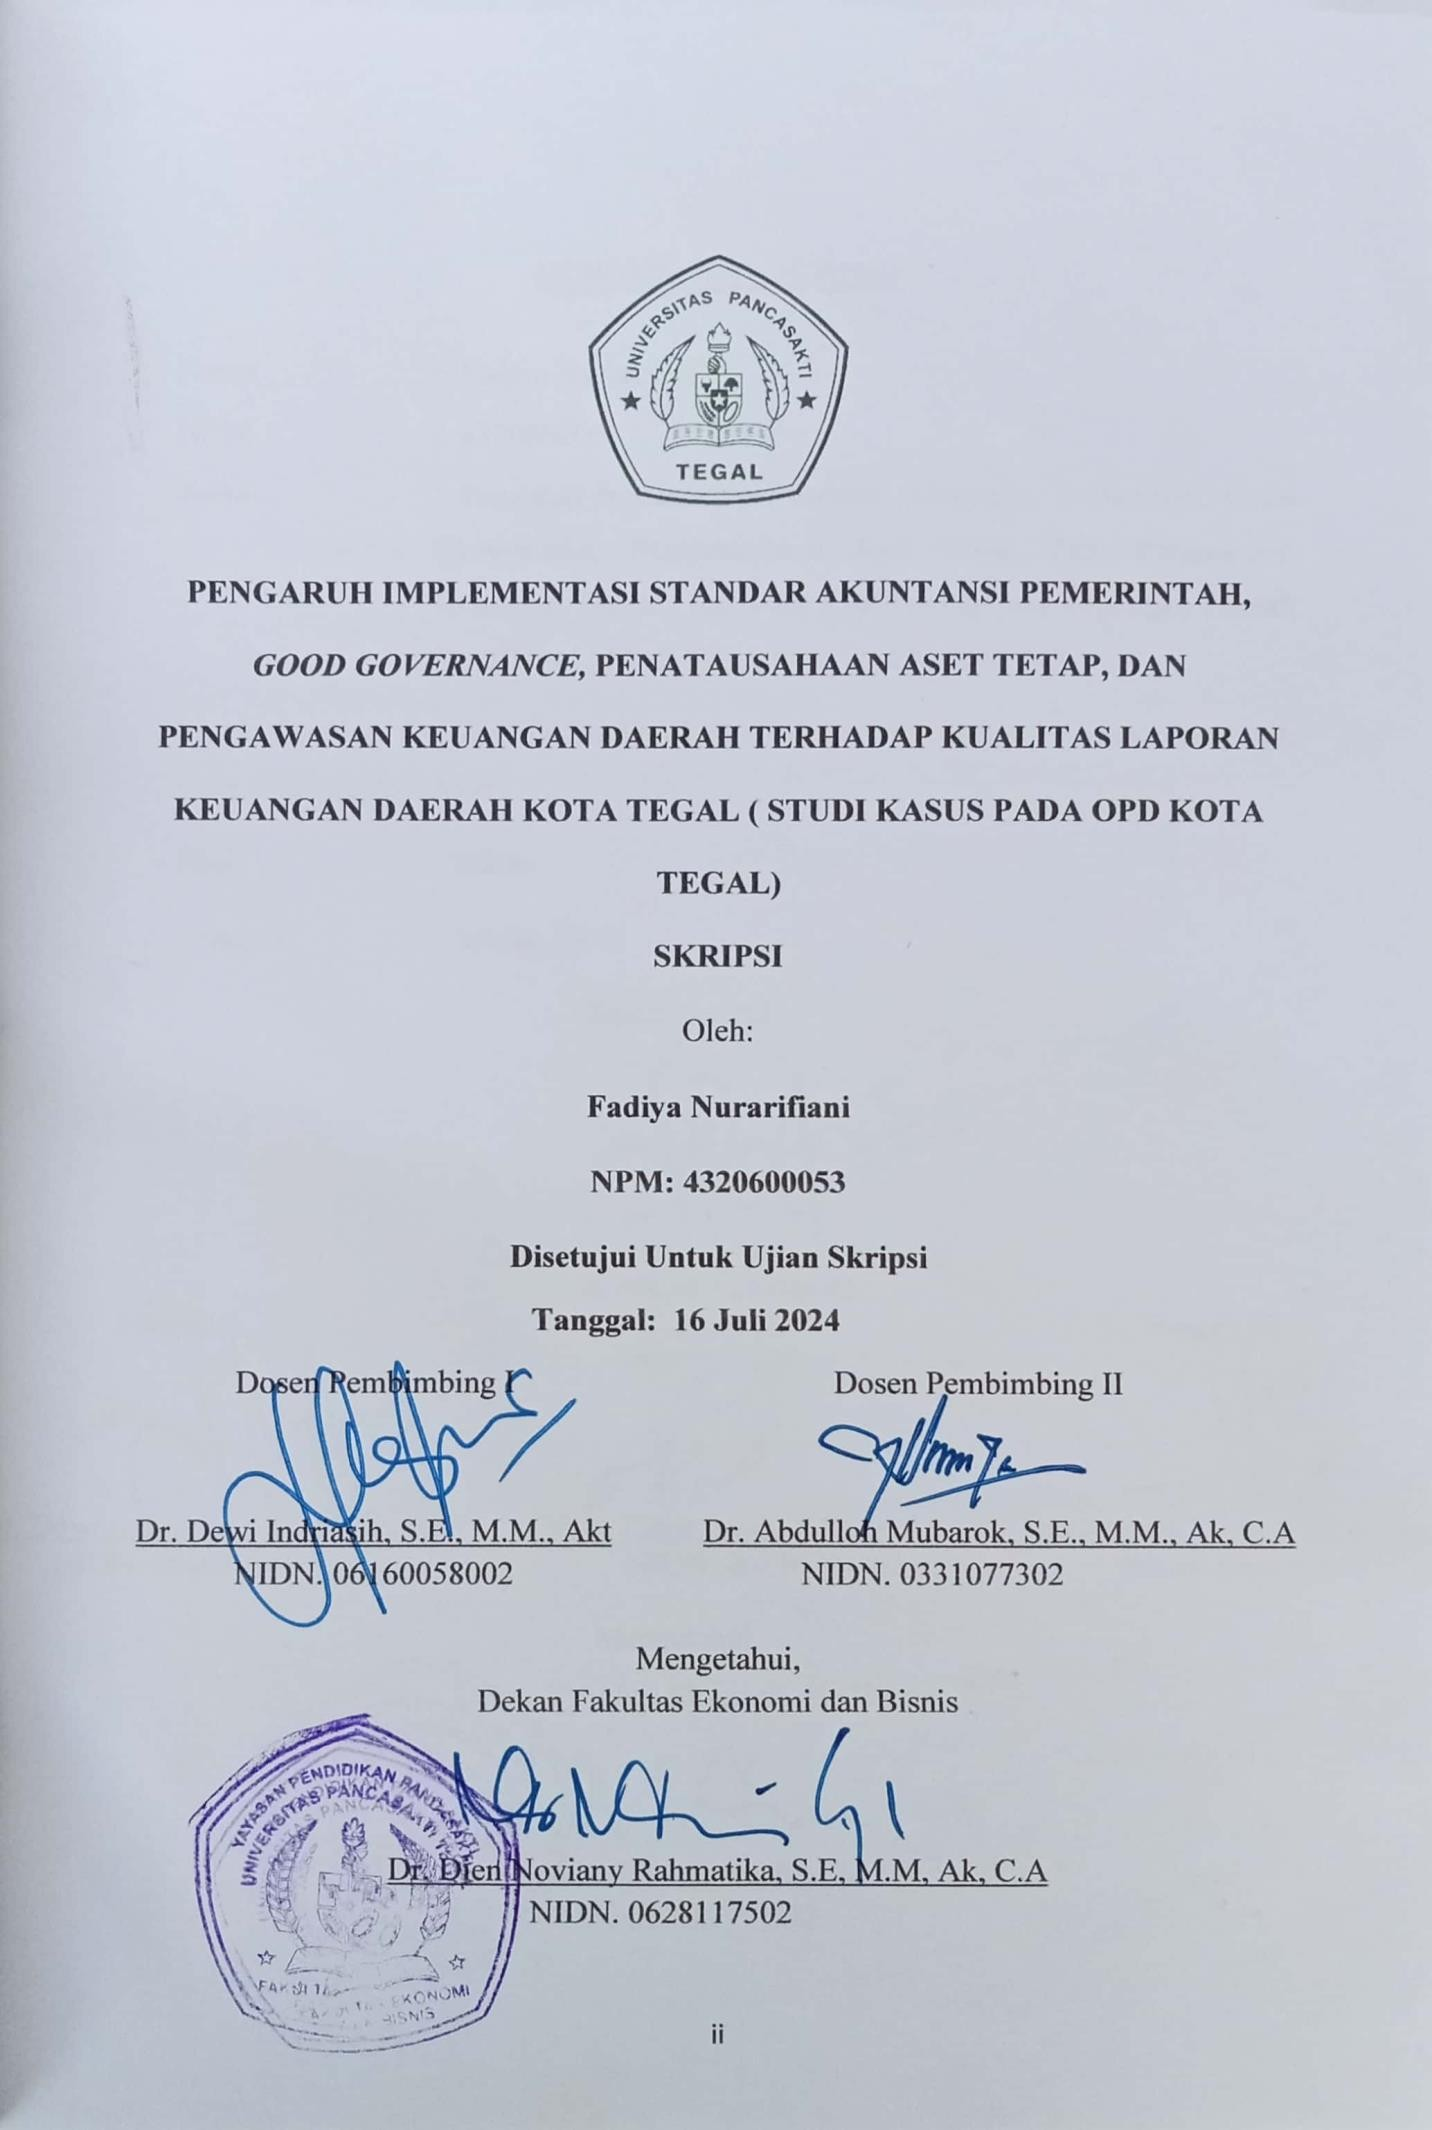 UNIVERSITAS PANCASAKTI
TEGAL
PENGARUH IMPLEMENTASI STANDAR AKUNTANSI PEMERINTAH,
GOOD GOVERNANCE, PENATAUSAHAAN ASET TETAP, DAN
PENGAWASAN KEUANGAN DAERAH TERHADAP KUALITAS LAPORAN
KEUANGAN DAERAH KOTA TEGAL ( STUDI KASUS PADA OPD KOTA
TEGAL)
SKRIPSI
Oleh:
Fadiya Nurarifiani
NPM: 4320600053
Disetujui Untuk Ujian Skripsi
Tanggal: 16 Juli 2024
Dosen Pembimbing I
Dosen Pembimbing II
Dr. Dewi Indriasih, S.E., M.M., Akt
Dr. Abdulloh Mubarok, S.E., M.M., Ak, C.A
NIDN. 06160058002
NIDN. 0331077302
Mengetahui,
Dekan Fakultas Ekonomi dan Bisnis
YAYASAN PENDIDIKAN PANCASAKTI
UNIVERSITAS PANCASAKTI
Dr. Dien Noviany Rahmatika, S.E, M.M, Ak, C.A
NIDN. 0628117502
EKONOMI
BISNIS
ii